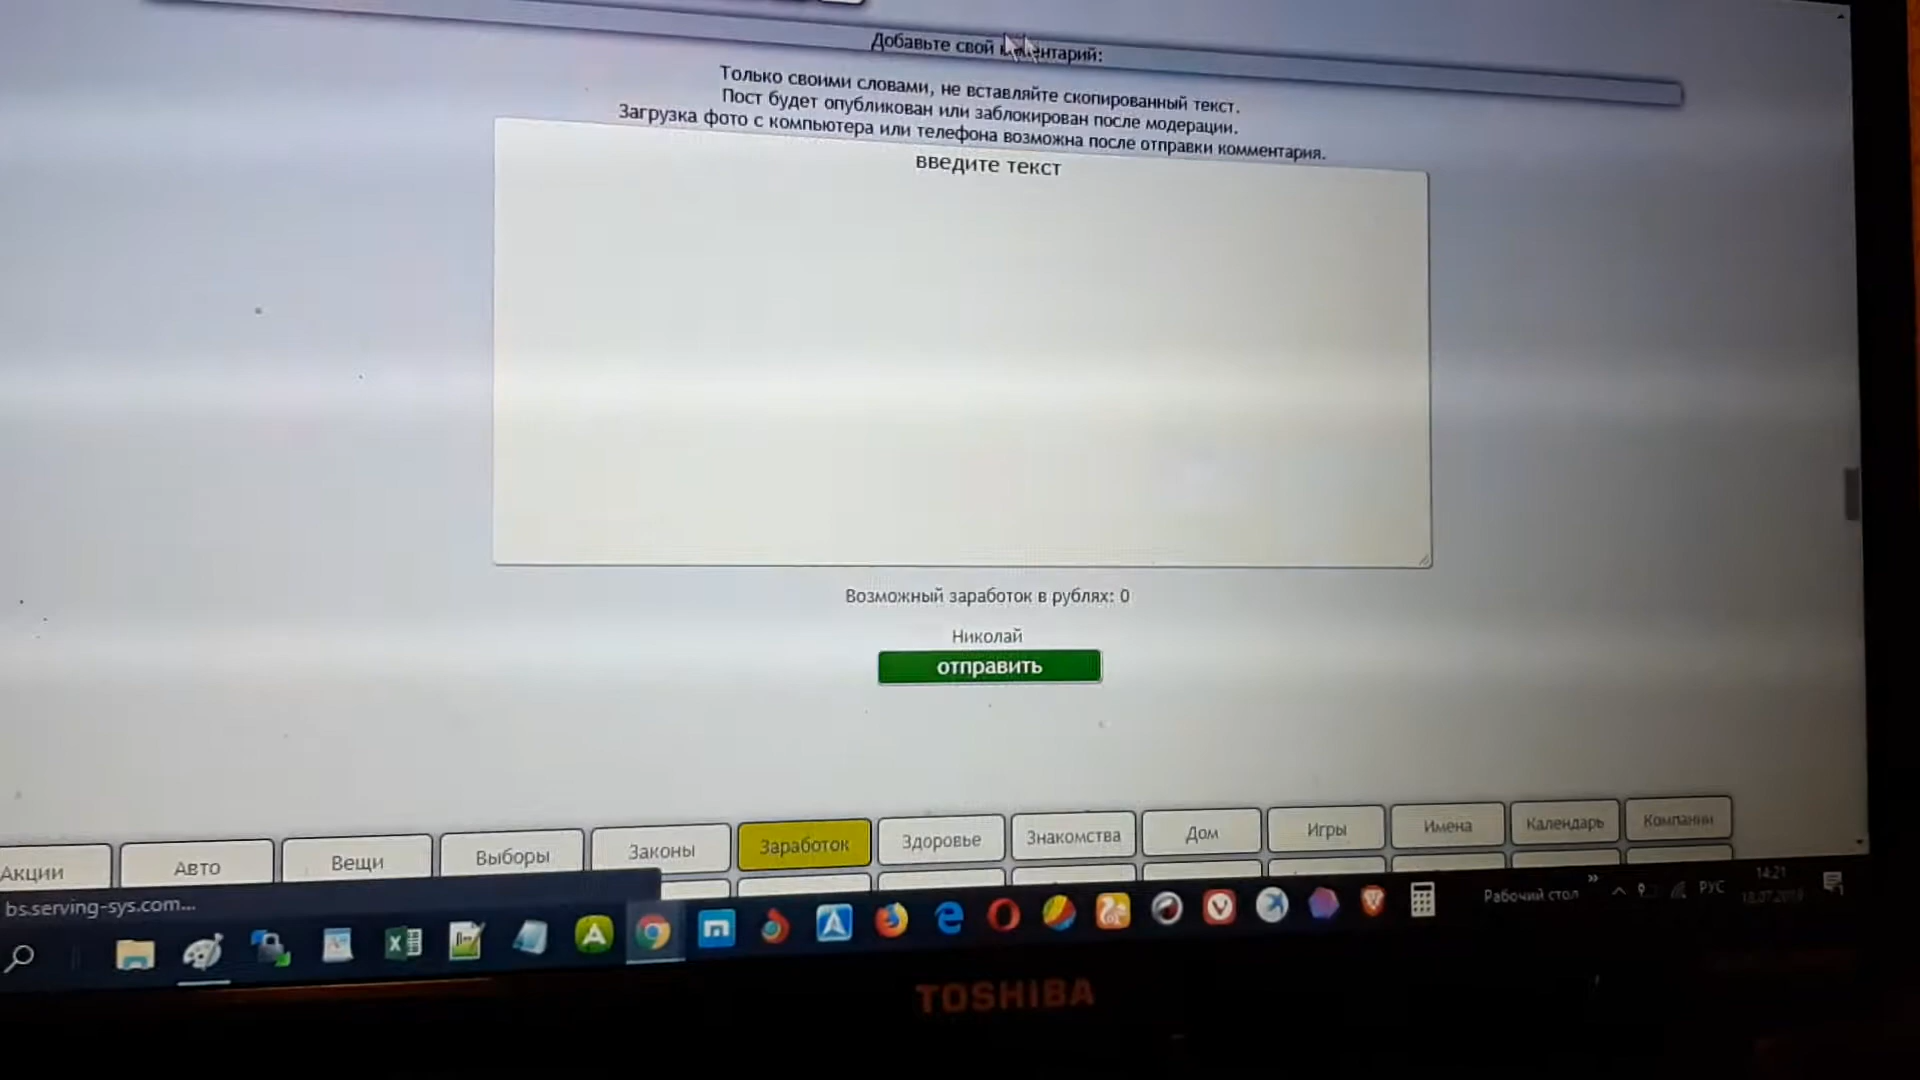 Добавьте свой комментарий:
Только своими словами, не вставляйте скопированный текст.
Пост будет опубликован или заблокирован после модерации.
Загрузка фото с компьютера или телефона возможна после отправки комментария.
введите текст
Возможный заработок в рублях: 0
Николай
отправить
Акции Авто Вещи Выборы Законы Заработок Здоровье Знакомства Дом Игры Имена Календарь Компании
bs.serving-sys.com...
Рабочий стол » РУС 14:21
TOSHIBA